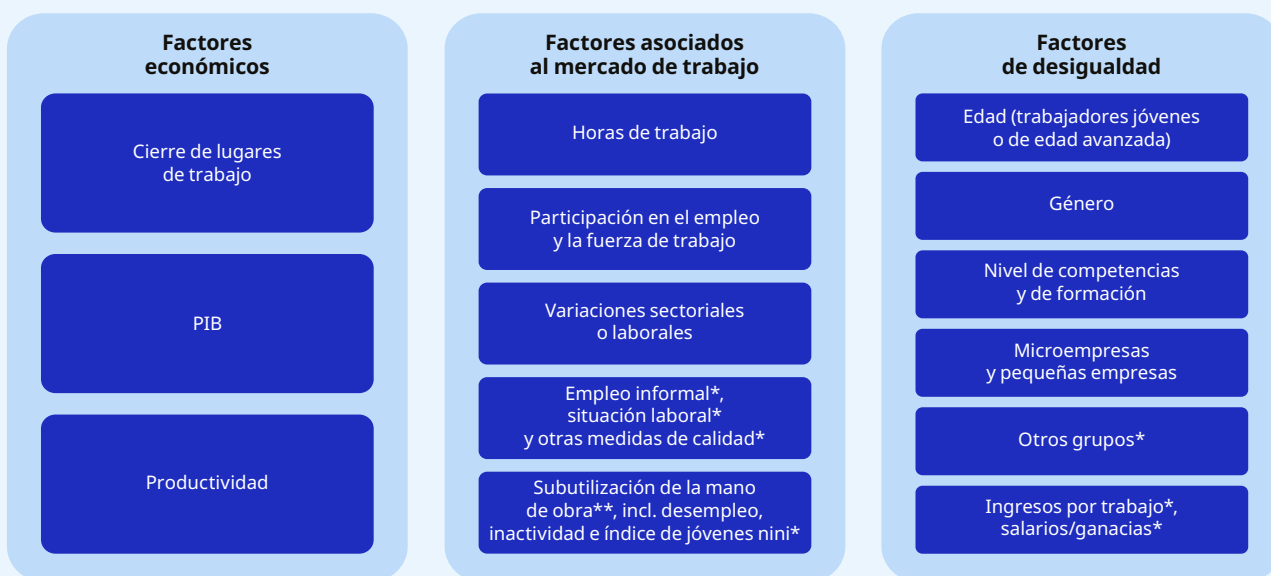 Factores
económicos
Cierre de lugares
de trabajo
PIB
Productividad
Factores asociados
al mercado de trabajo
Horas de trabajo
Participación en el empleo
y la fuerza de trabajo
Variaciones sectoriales
o laborales
Empleo informal*,
situación laboral*
y otras medidas de calidad*
Subutilización de la mano
de obra**, incl. desempleo,
inactividad e índice de jóvenes nini*
Factores
de desigualdad
Edad (trabajadores jóvenes
o de edad avanzada)
Género
Nivel de competencias
y de formación
Microempresas
y pequeñas empresas
Otros grupos*
Ingresos por trabajo*,
salarios/ganacias*